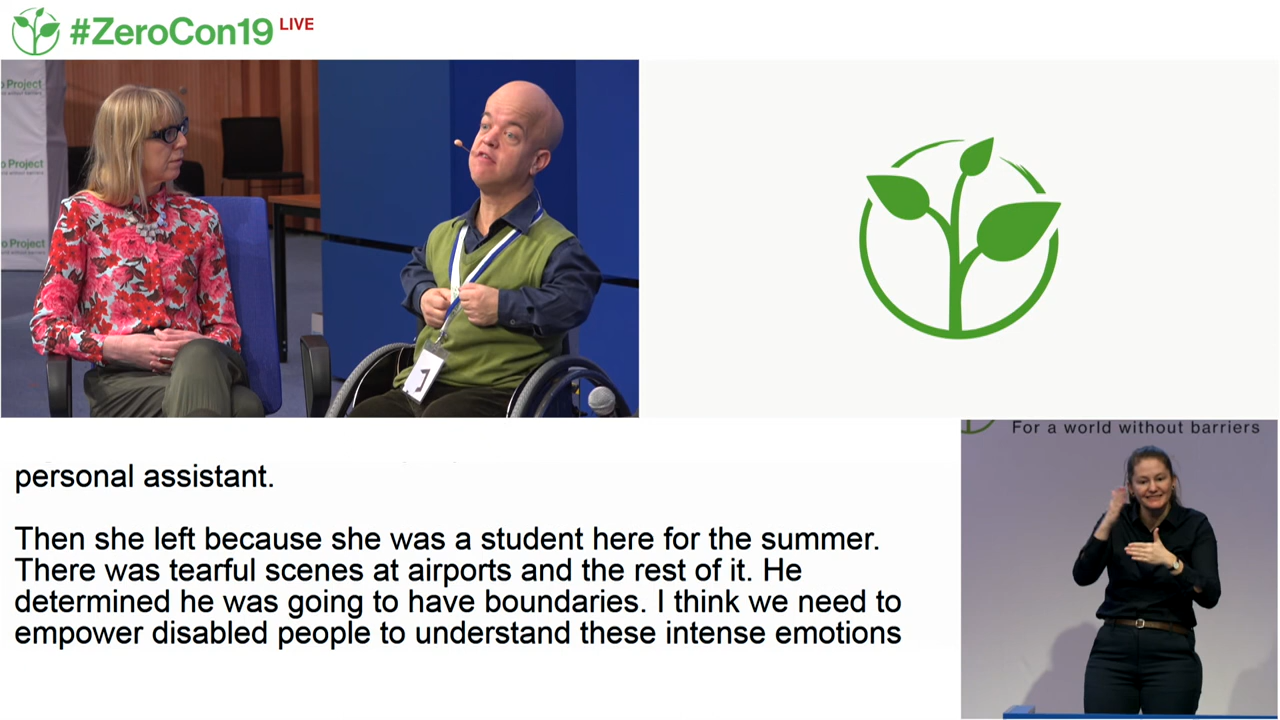 #ZeroCon19 LIVE
o Project
o Project
o Project
For a world without barriers
personal assistant.
Then she left because she was a student here for the summer.
There was tearful scenes at airports and the rest of it. He
determined he was going to have boundaries. I think we need to
empower disabled people to understand these intense emotions